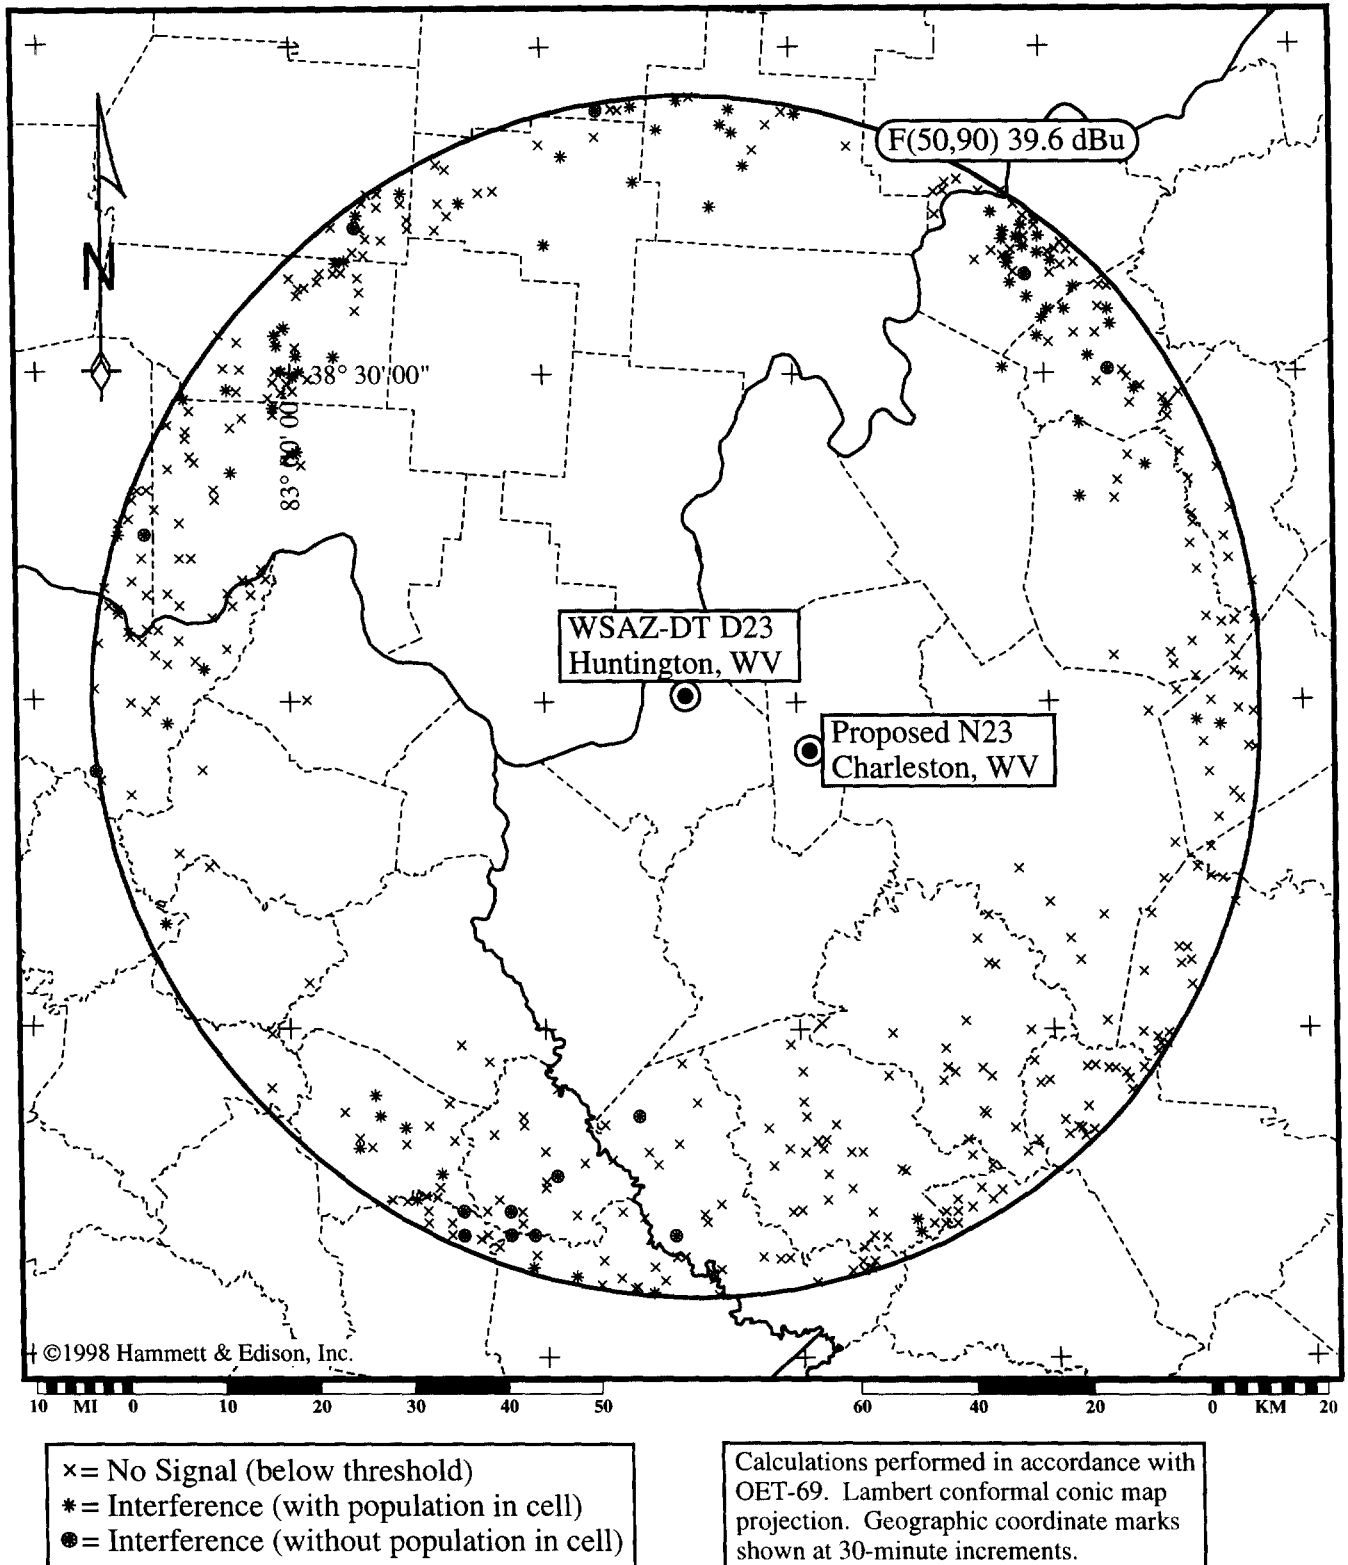 F(50,90) 39.6 dBu
N
38° 30' 00"
83° 00' 00"
WSAZ-DT D23
Huntington, WV
Proposed N23
Charleston, WV
©1998 Hammett & Edison, Inc.
10 MI 0 10 20 30 40 50
60 40 20 0 KM 20
×= No Signal (below threshold)
= Interference (with population in cell)
= Interference (without population in cell)
Calculations performed in accordance with
OET-69. Lambert conformal conic map
projection. Geographic coordinate marks
shown at 30-minute increments.